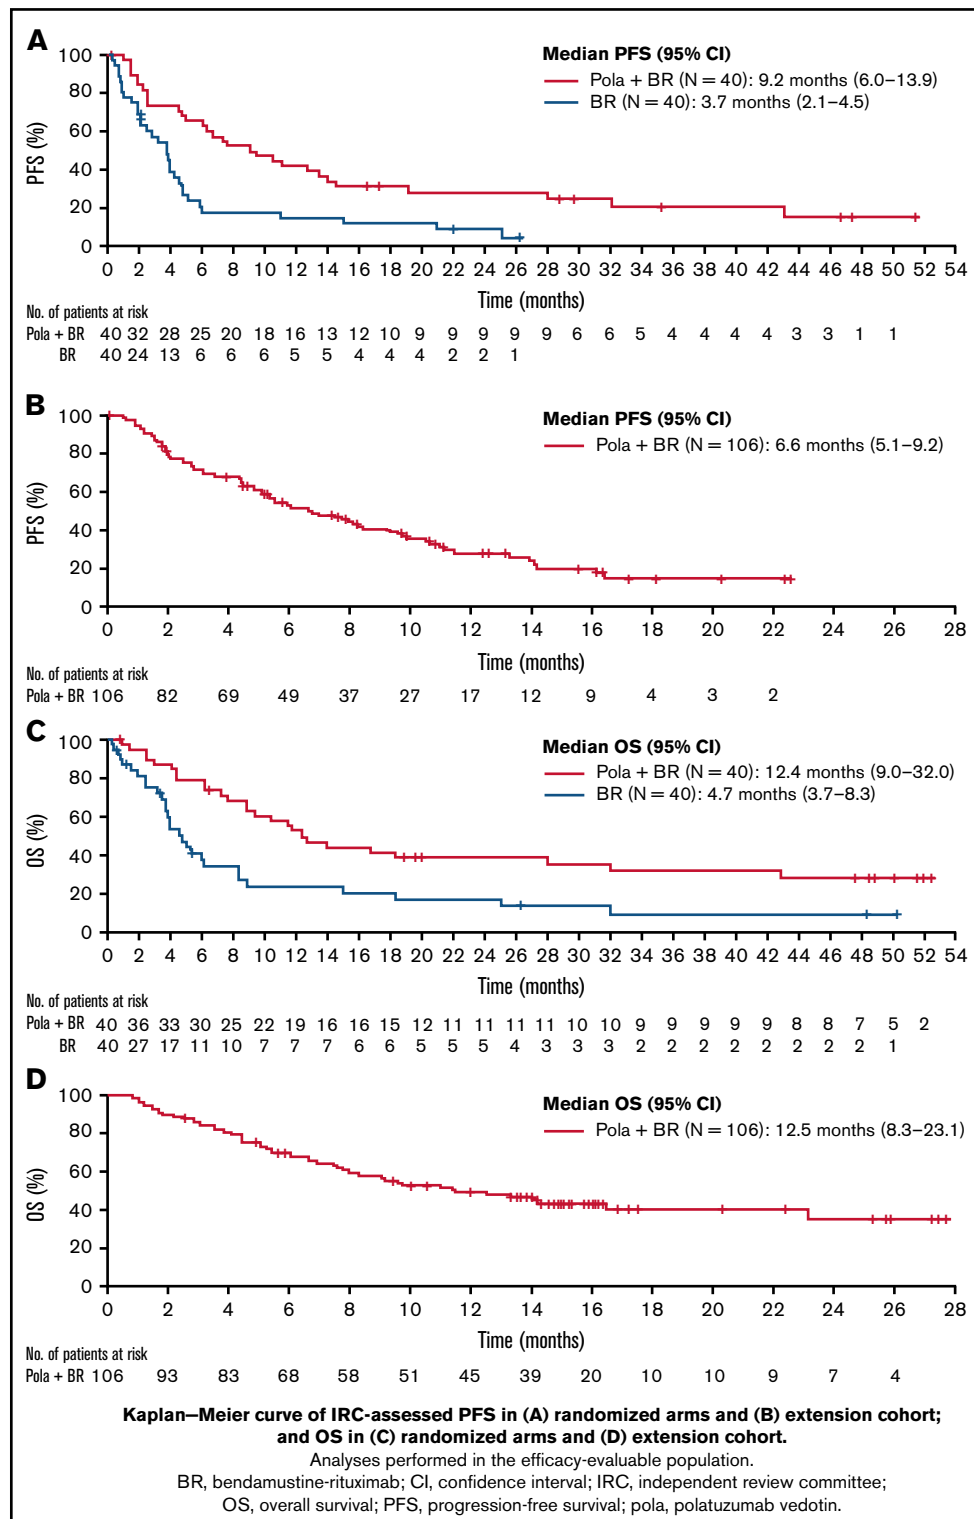 A
Median PFS (95% CI)
Pola + BR (N = 40): 9.2 months (6.0–13.9)
BR (N = 40): 3.7 months (2.1–4.5)
PFS (%)
100
80
60
40
20
0
0 2 4 6 8 10 12 14 16 18 20 22 24 26 28 30 32 34 36 38 40 42 44 46 48 50 52 54
Time (months)
No. of patients at risk
Pola + BR 40 32 28 25 20 18 16 13 12 10 9 9 9 9 9 6 6 5 4 4 4 4 3 3 1 1
BR 40 24 13 6 6 6 5 5 4 4 4 2 2 1
B
Median PFS (95% CI)
Pola + BR (N = 106): 6.6 months (5.1–9.2)
PFS (%)
100
80
60
40
20
0
0 2 4 6 8 10 12 14 16 18 20 22 24 26 28
Time (months)
No. of patients at risk
Pola + BR 106 82 69 49 37 27 17 12 9 4 3 2
C
Median OS (95% CI)
Pola + BR (N = 40): 12.4 months (9.0–32.0)
BR (N = 40): 4.7 months (3.7–8.3)
OS (%)
100
80
60
40
20
0
0 2 4 6 8 10 12 14 16 18 20 22 24 26 28 30 32 34 36 38 40 42 44 46 48 50 52 54
Time (months)
No. of patients at risk
Pola + BR 40 36 33 30 25 22 19 16 16 15 12 11 11 11 11 10 10 9 9 9 9 9 8 8 7 5 2
BR 40 27 17 11 10 7 7 7 6 6 5 5 5 4 3 3 3 2 2 2 2 2 2 2 2 1
D
Median OS (95% CI)
Pola + BR (N = 106): 12.5 months (8.3–23.1)
OS (%)
100
80
60
40
20
0
0 2 4 6 8 10 12 14 16 18 20 22 24 26 28
Time (months)
No. of patients at risk
Pola + BR 106 93 83 68 58 51 45 39 20 10 10 9 7 4
Kaplan–Meier curve of IRC-assessed PFS in (A) randomized arms and (B) extension cohort;
and OS in (C) randomized arms and (D) extension cohort.
Analyses performed in the efficacy-evaluable population.
BR, bendamustine-rituximab; CI, confidence interval; IRC, independent review committee;
OS, overall survival; PFS, progression-free survival; pola, polatuzumab vedotin.